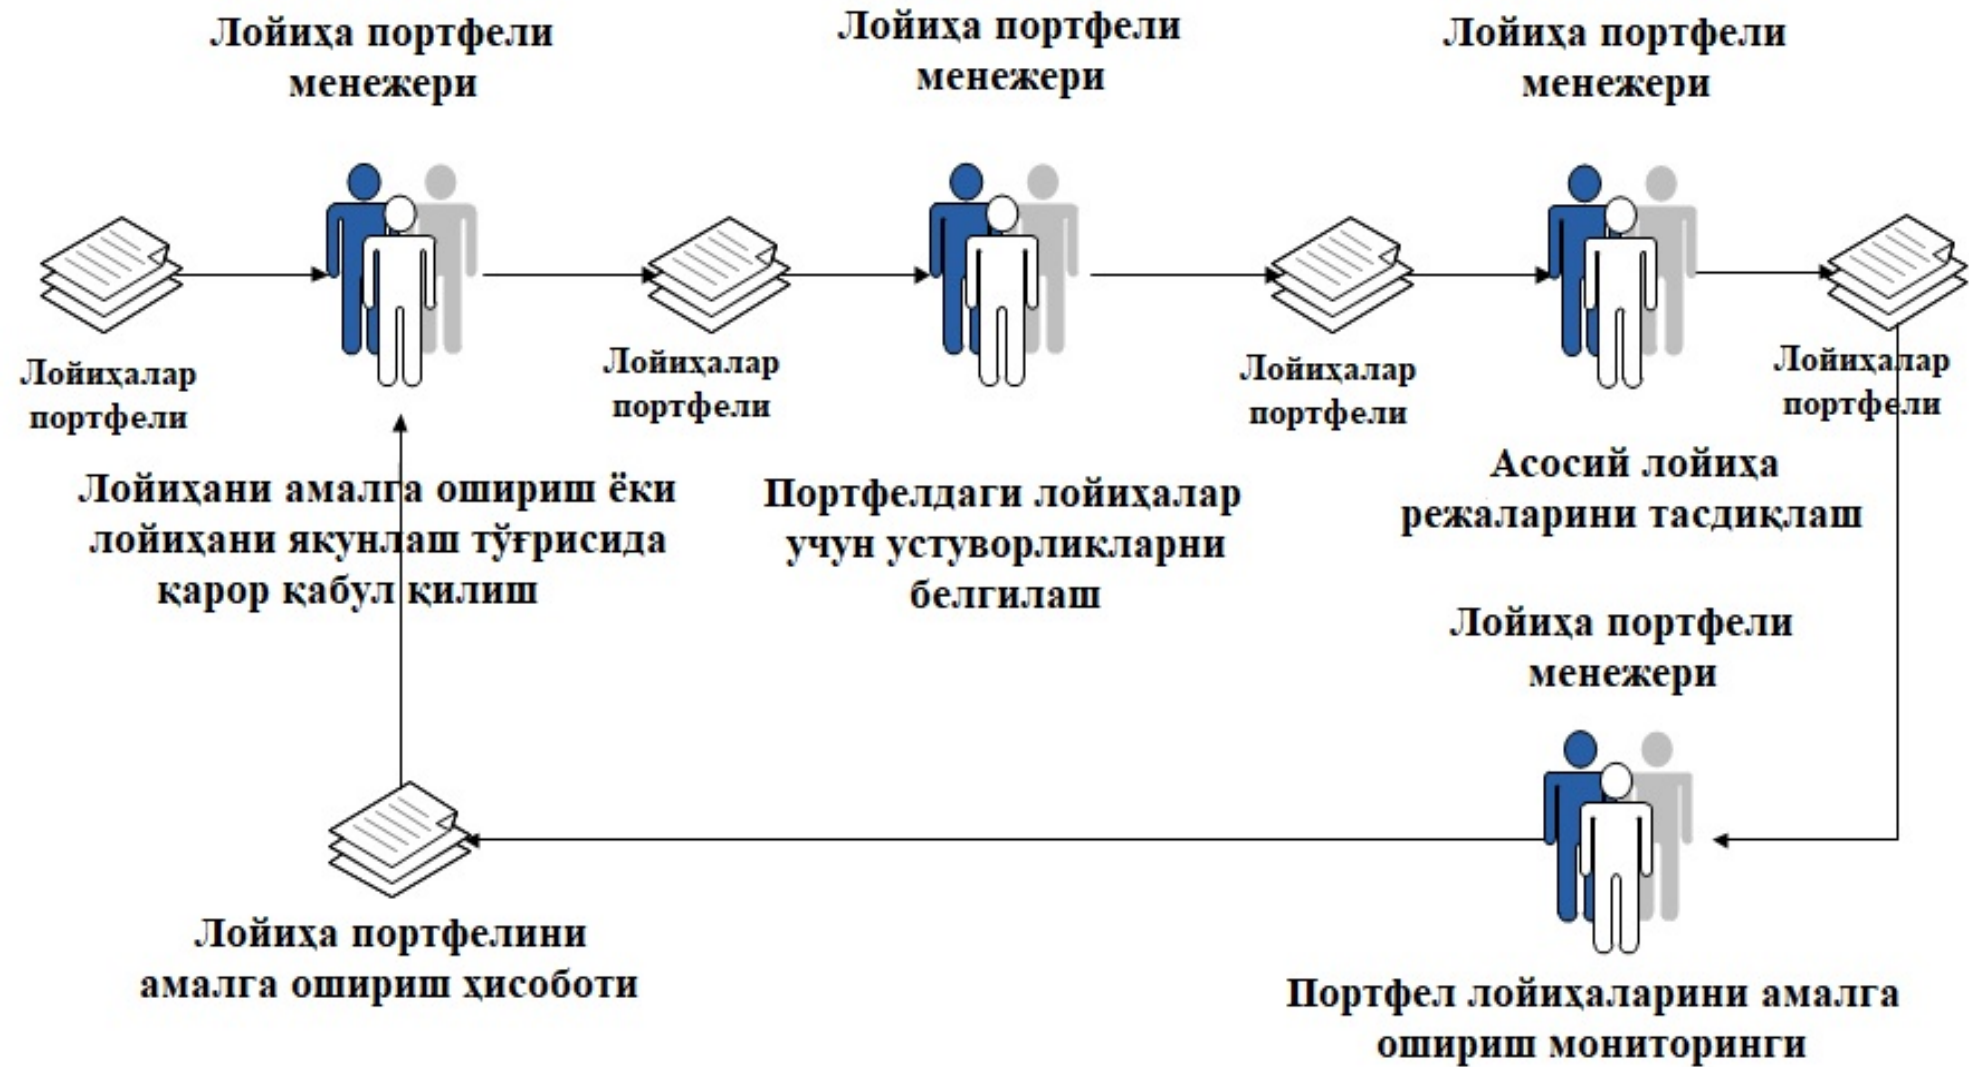 Лойиҳа портфели
менежери
Лойиҳа портфели
менежери
Лойиҳа портфели
менежери
Лойиҳалар
портфели
Лойиҳалар
портфели
Лойиҳалар
портфели
Лойиҳалар
портфели
Лойиҳани амалга ошириш ёки
лойиҳани якунлаш тўғрисида
қарор қабул қилиш
Портфелдаги лойиҳалар
учун устуворликларни
белгилаш
Асосий лойиҳа
режаларини тасдиқлаш
Лойиҳа портфели
менежери
Лойиҳа портфелини
амалга ошириш ҳисоботи
Портфел лойиҳаларини амалга
ошириш мониторинги